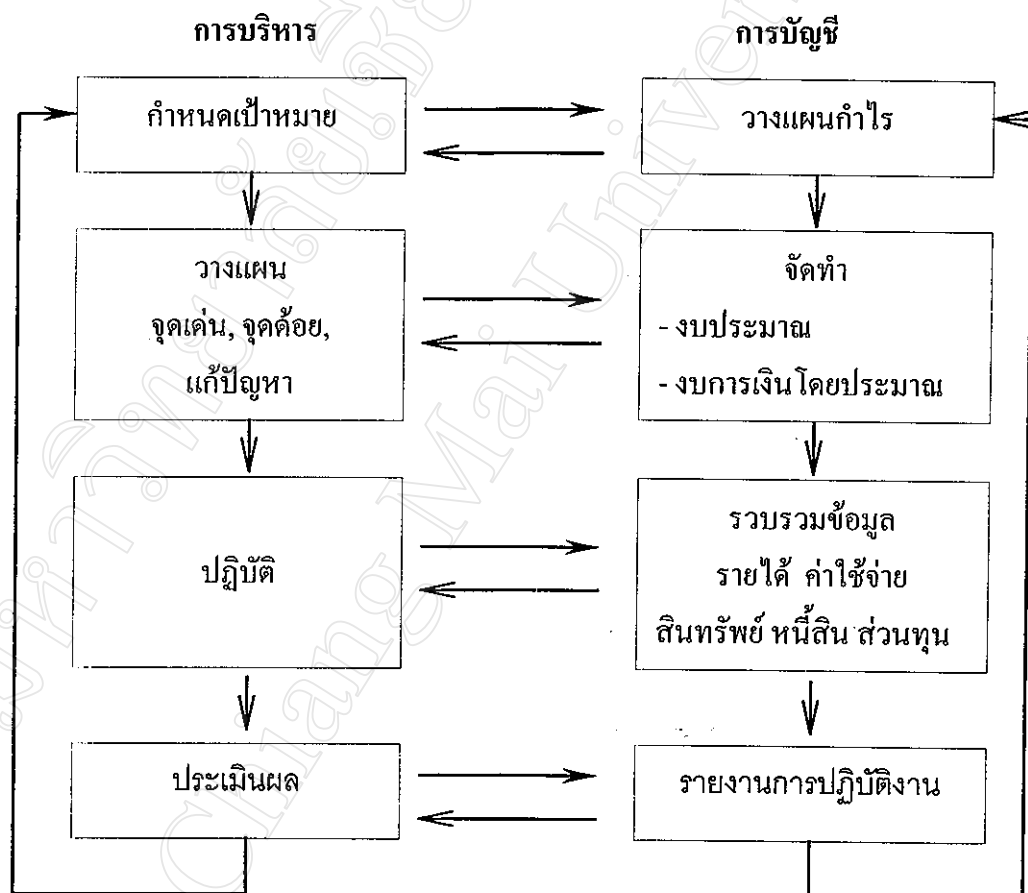 การบริหาร
การบัญชี
กำหนดเป้าหมาย
วางแผนกำไร
วางแผน
จุดเด่น, จุดด้อย,
แก้ปัญหา
จัดทำ
- งบประมาณ
- งบการเงินโดยประมาณ
ปฏิบัติ
รวบรวมข้อมูล
รายได้ ค่าใช้จ่าย
สินทรัพย์ หนี้สิน ส่วนทุน
ประเมินผล
รายงานการปฏิบัติงาน
Chiang Mai Univer